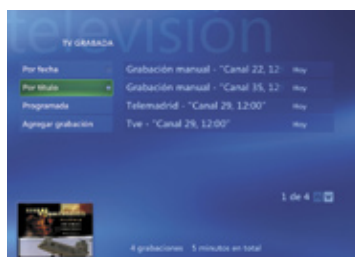 televisión
TV GRABADA
Por fecha
Por título
Programada
Agregar grabación
Grabación manual - "Canal 22, 12: Hoy
Grabación manual - "Canal 35, 12: Hoy
Telemadrid - "Canal 29, 12:00" Hoy
Tve - "Canal 29, 12:00" Hoy
1 de 4
4 grabaciones 5 minutos en total